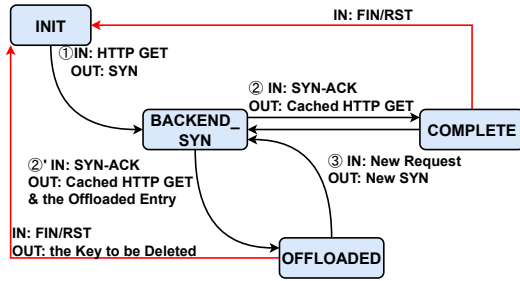 IN: FIN/RST
INIT
①IN: HTTP GET
OUT: SYN
② IN: SYN-ACK
OUT: Cached HTTP GET
BACKEND_
SYN
COMPLETE
②' IN: SYN-ACK
OUT: Cached HTTP GET
& the Offloaded Entry
③ IN: New Request
OUT: New SYN
IN: FIN/RST
OUT: the Key to be Deleted
OFFLOADED